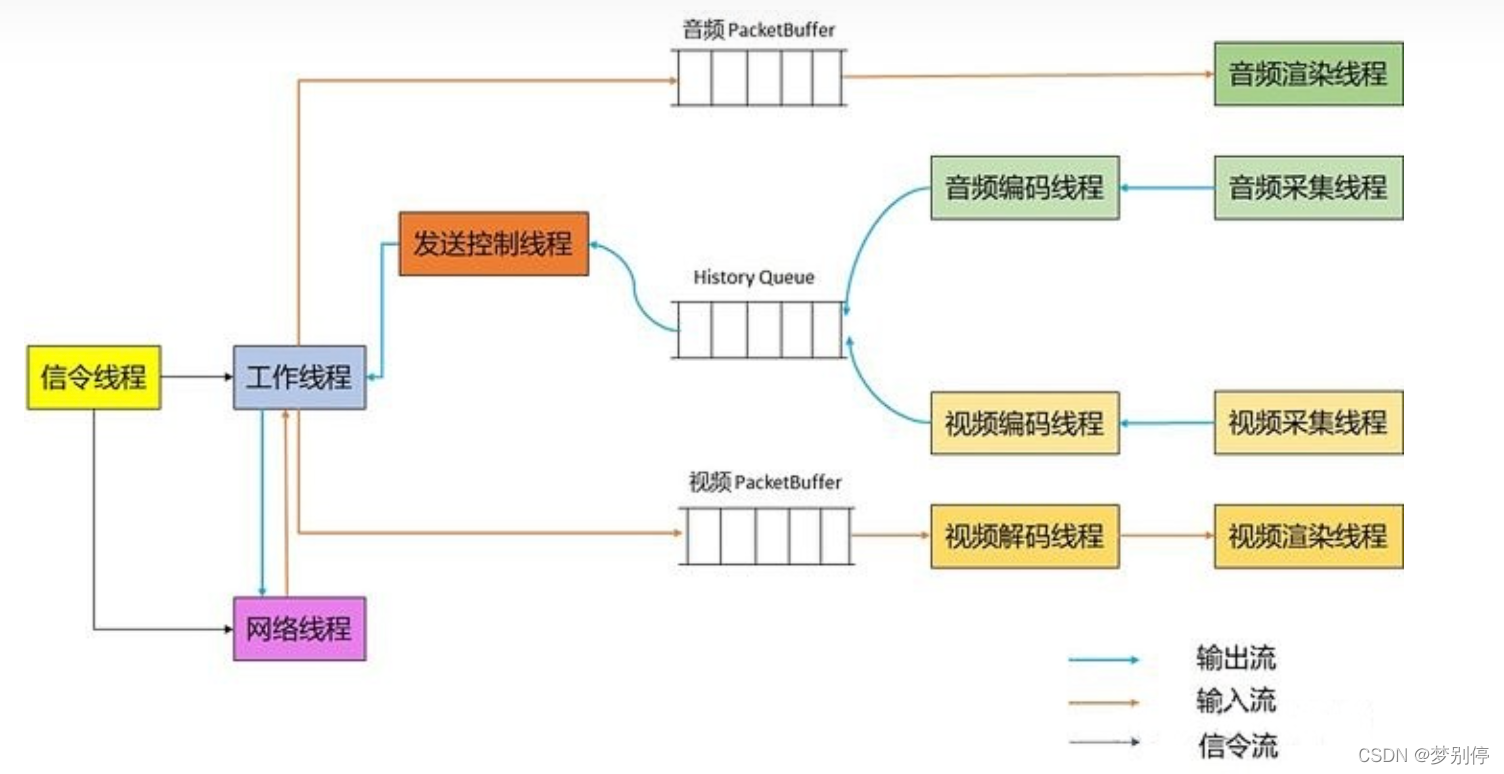 音频 PacketBuffer
音频渲染线程
音频编码线程
音频采集线程
发送控制线程
History Queue
信令线程
工作线程
视频编码线程
视频采集线程
视频 PacketBuffer
视频解码线程
视频渲染线程
网络线程
输出流
输入流
信令流
CSDN @梦别停